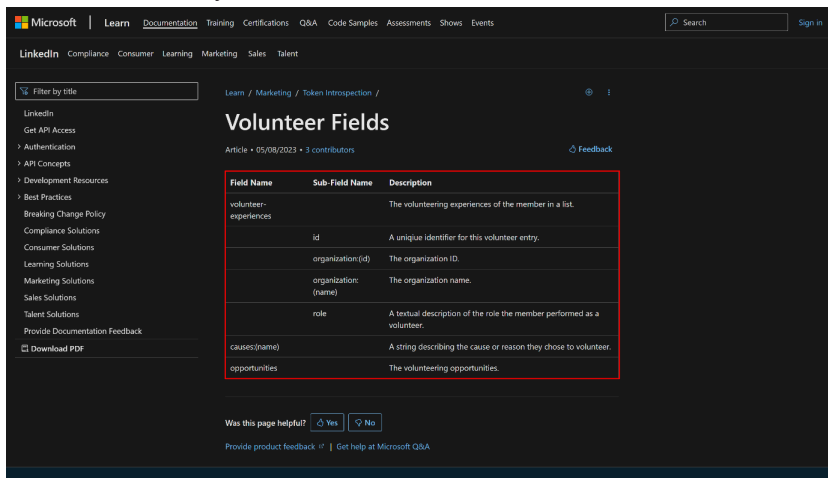 Microsoft | Learn Documentation Training Certifications Q&A Code Samples Assessments Shows Events Search Sign in
LinkedIn Compliance Consumer Learning Marketing Sales Talent
Filter by title
LinkedIn
Get API Access
> Authentication
> API Concepts
> Development Resources
> Best Practices
Breaking Change Policy
Compliance Solutions
Consumer Solutions
Learning Solutions
Marketing Solutions
Sales Solutions
Talent Solutions
Provide Documentation Feedback
Download PDF
Learn / Marketing / Token Introspection /
Volunteer Fields
Article • 05/08/2023 • 3 contributors
Feedback
Field Name Sub-Field Name Description
volunteer- The volunteering experiences of the member in a list.
experiences
id A unqiue identifier for this volunteer entry.
organization:(id) The organization ID.
organization: The organization name.
(name)
role A textual description of the role the member performed as a
volunteer.
causes:(name) A string describing the cause or reason they chose to volunteer.
opportunities The volunteering opportunities.
Was this page helpful? Yes No
Provide product feedback | Get help at Microsoft Q&A